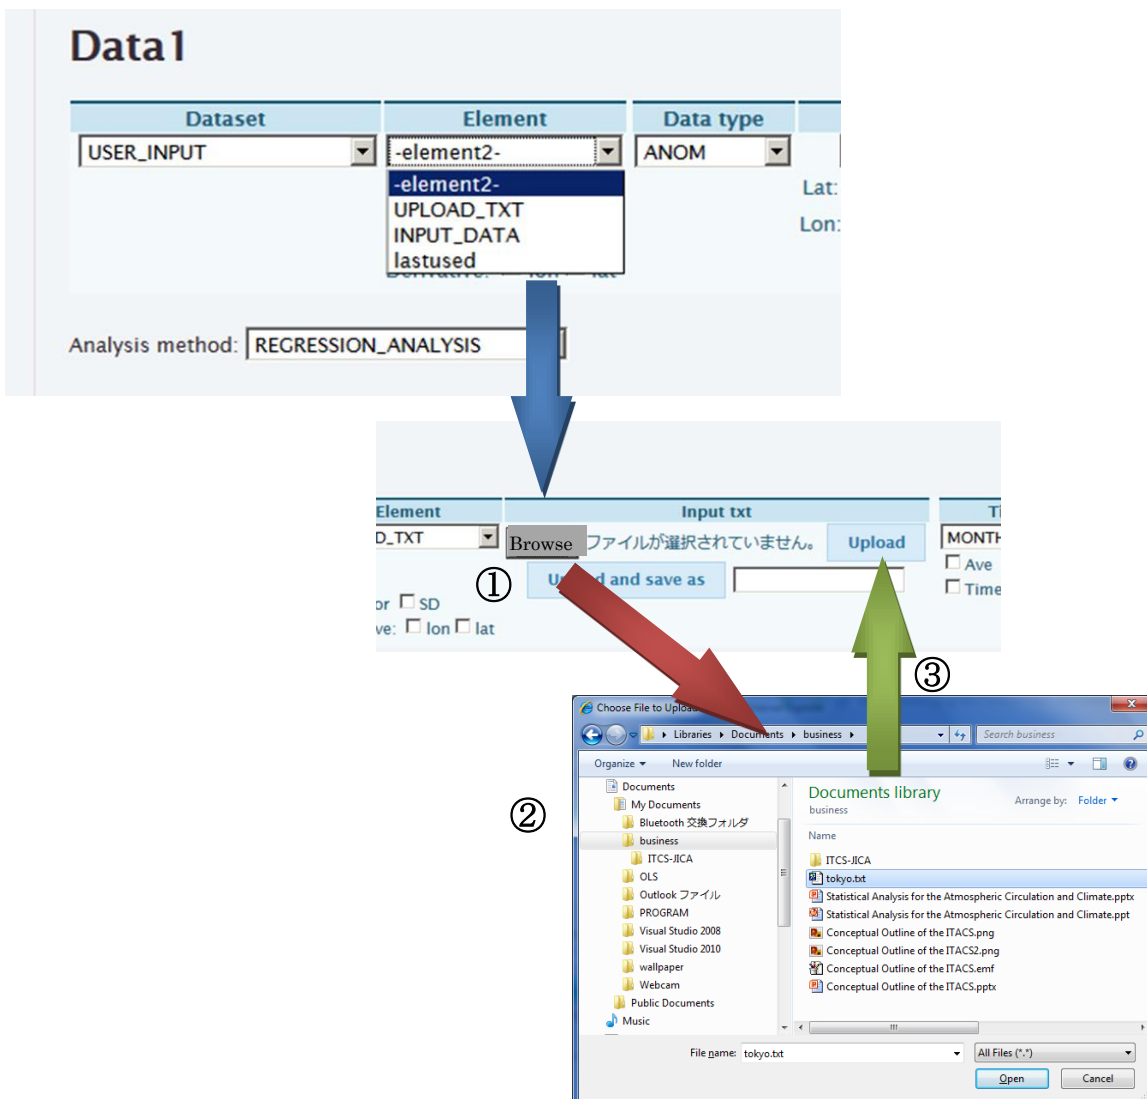 Data1
Dataset Element Data type
USER_INPUT -element2- ANOM
-element2-
UPLOAD_TXT
INPUT_DATA
lastused
Lat:
Lon:
Analysis method: REGRESSION_ANALYSIS
Element Input txt Ti
D_TXT Browse ファイルが選択されていません。 Upload MONTH
① Upload and save as Ave
Time
or SD
ve: lon lat
③
Choose File to Upload
Libraries Documents business Search business
Organize New folder
②
Documents
My Documents
Bluetooth 交換フォルダ
business
ITCS-JICA
OLS
Outlook ファイル
PROGRAM
Visual Studio 2008
Visual Studio 2010
wallpaper
Webcam
Public Documents
Music
Documents library
business
Arrange by: Folder
Name
ITCS-JICA
tokyo.txt
Statistical Analysis for the Atmospheric Circulation and Climate.pptx
Statistical Analysis for the Atmospheric Circulation and Climate.ppt
Conceptual Outline of the ITACS.png
Conceptual Outline of the ITACS2.png
Conceptual Outline of the ITACS.emf
Conceptual Outline of the ITACS.pptx
File name: tokyo.txt All Files (*.*)
Open Cancel